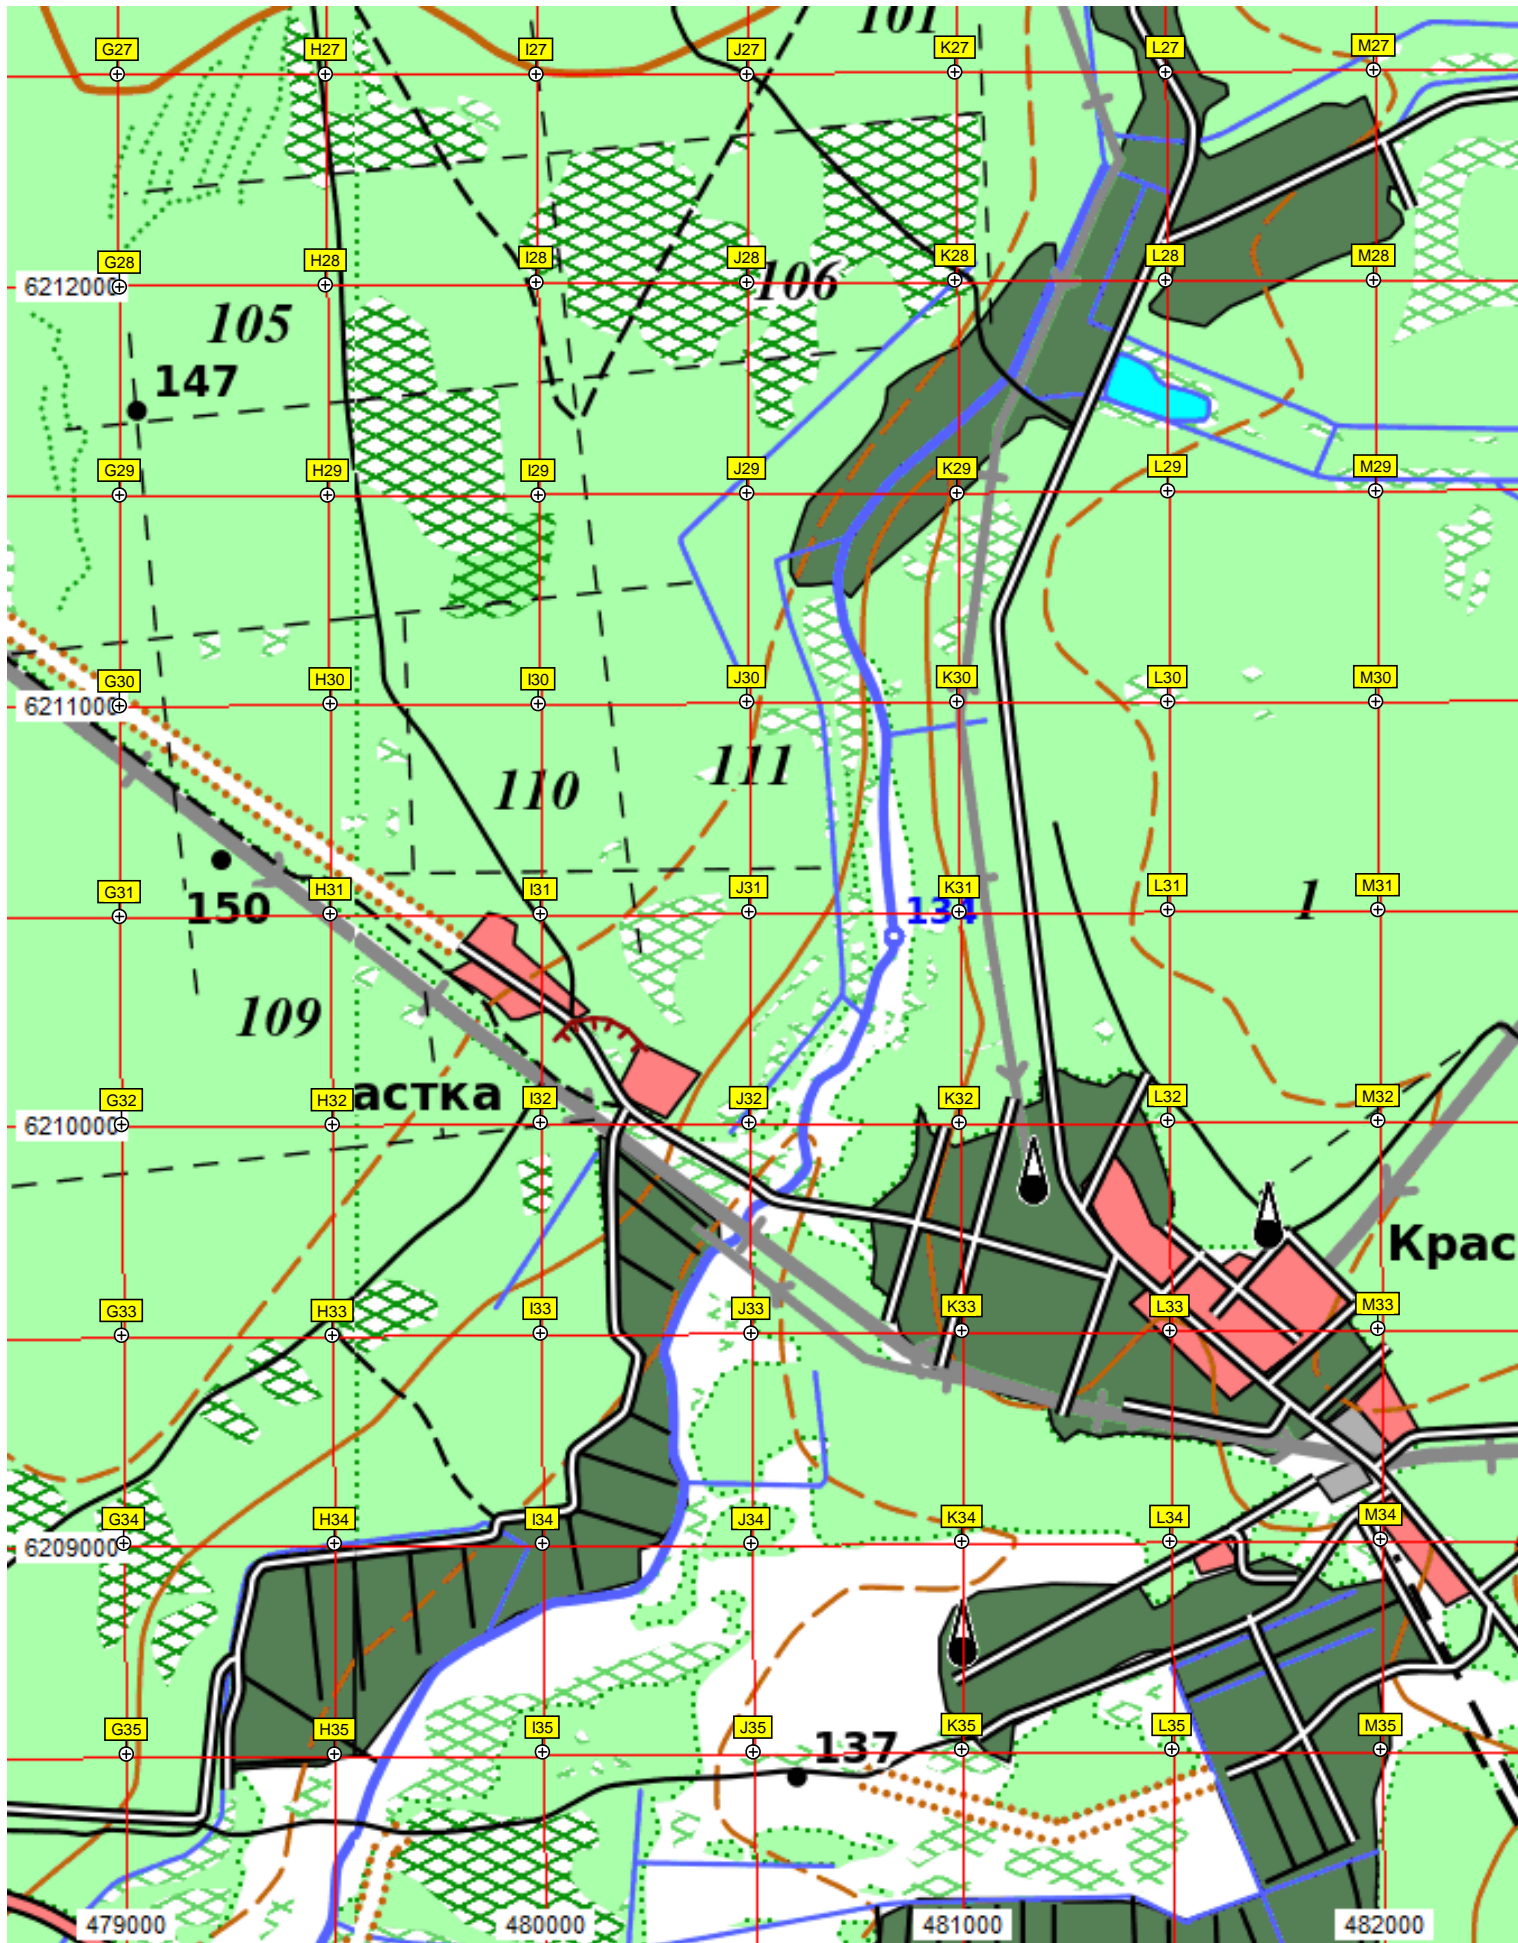 101
G27 H27 I27 J27 K27 L27 M27
G28 H28 I28 J28 K28 L28 M28
6212000
106
105
147
G29 H29 I29 J29 K29 L29 M29
G30 H30 I30 J30 K30 L30 M30
6211000
111
110
G31 H31 I31 J31 K31 L31 M31
150
134
1
109
астка
G32 H32 I32 J32 K32 L32 M32
6210000
Крас
G33 H33 I33 J33 K33 L33 M33
G34 H34 I34 J34 K34 L34 M34
6209000
G35 H35 I35 J35 K35 L35 M35
137
479000 480000 481000 482000